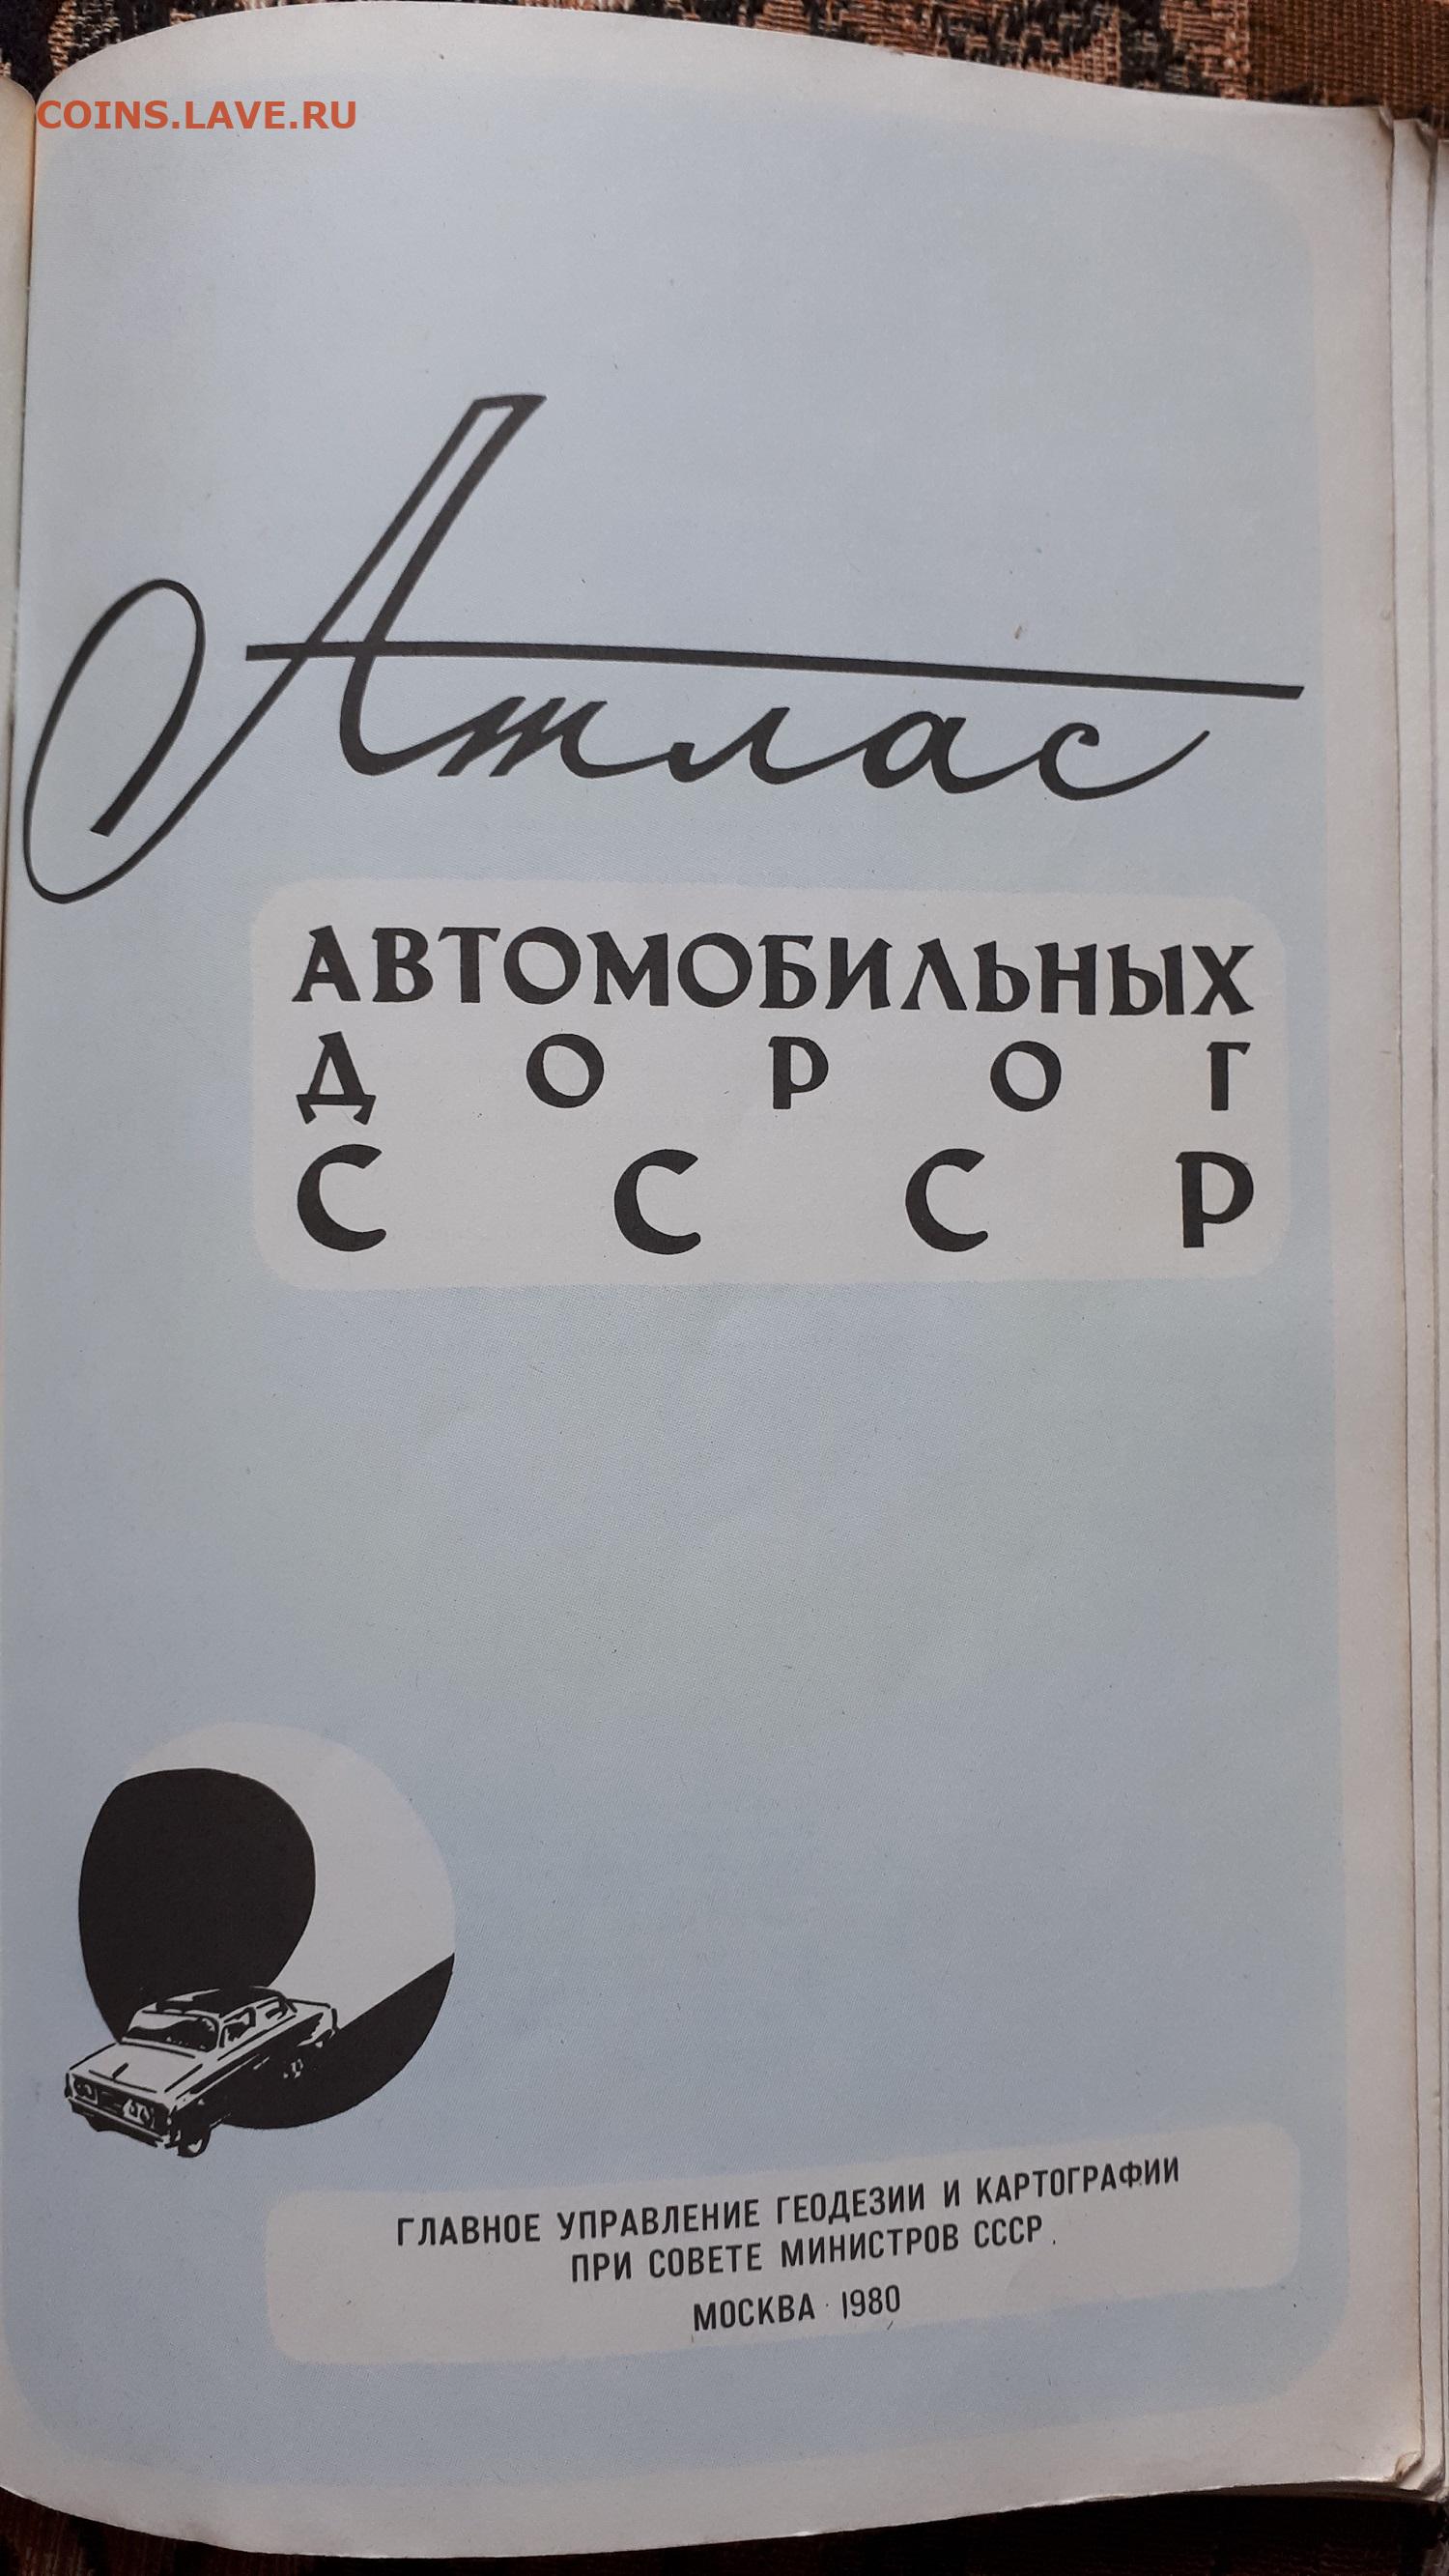 COINS.LAVE.RU
Атлас
АВТОМОБИЛЬНЫХ
ДОРОГ
СССР
ГЛАВНОЕ УПРАВЛЕНИЕ ГЕОДЕЗИИ И КАРТОГРАФИИ
ПРИ СОВЕТЕ МИНИСТРОВ СССР
МОСКВА · 1980